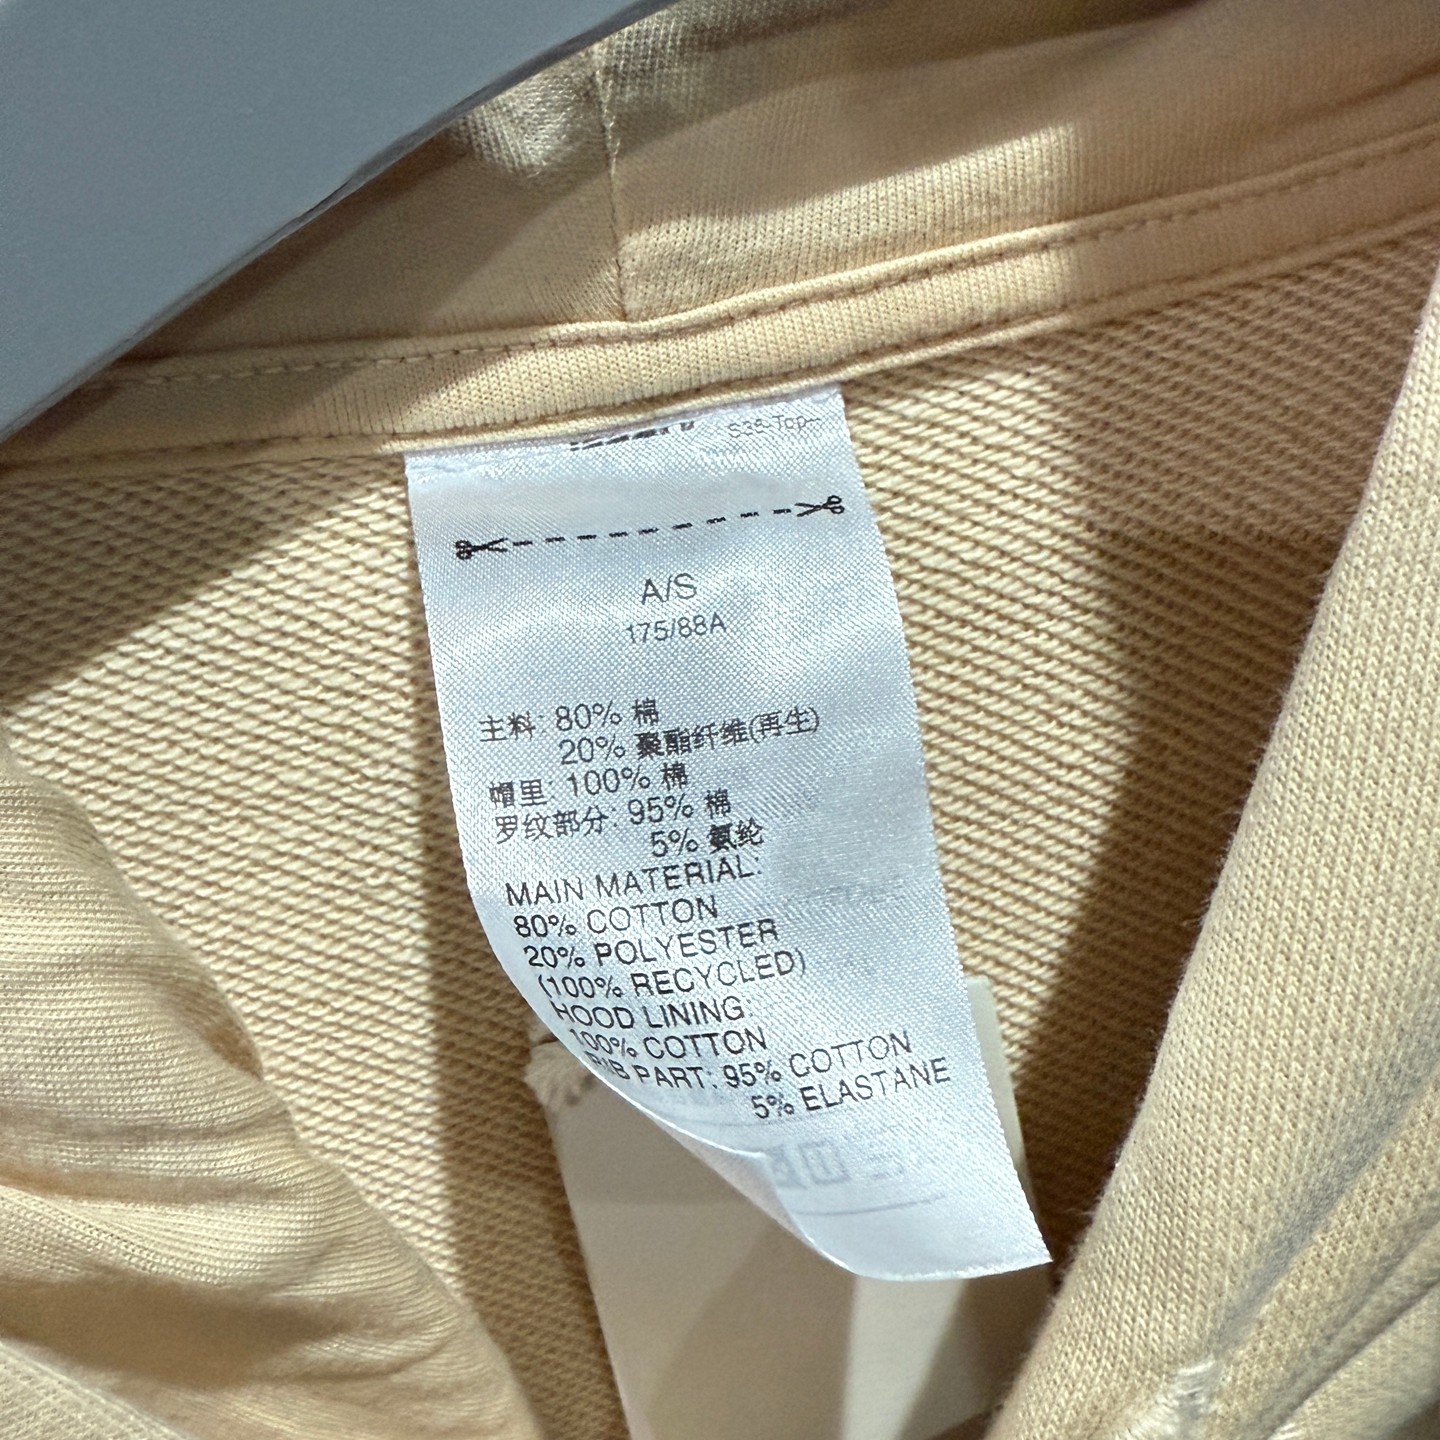 A/S
175/88A
主料: 80% 棉
20% 聚酯纤维(再生)
帽里: 100% 棉
罗纹部分: 95% 棉
5% 氨纶
MAIN MATERIAL:
80% COTTON
20% POLYESTER
(100% RECYCLED)
HOOD LINING:
100% COTTON
RIB PART: 95% COTTON
5% ELASTANE